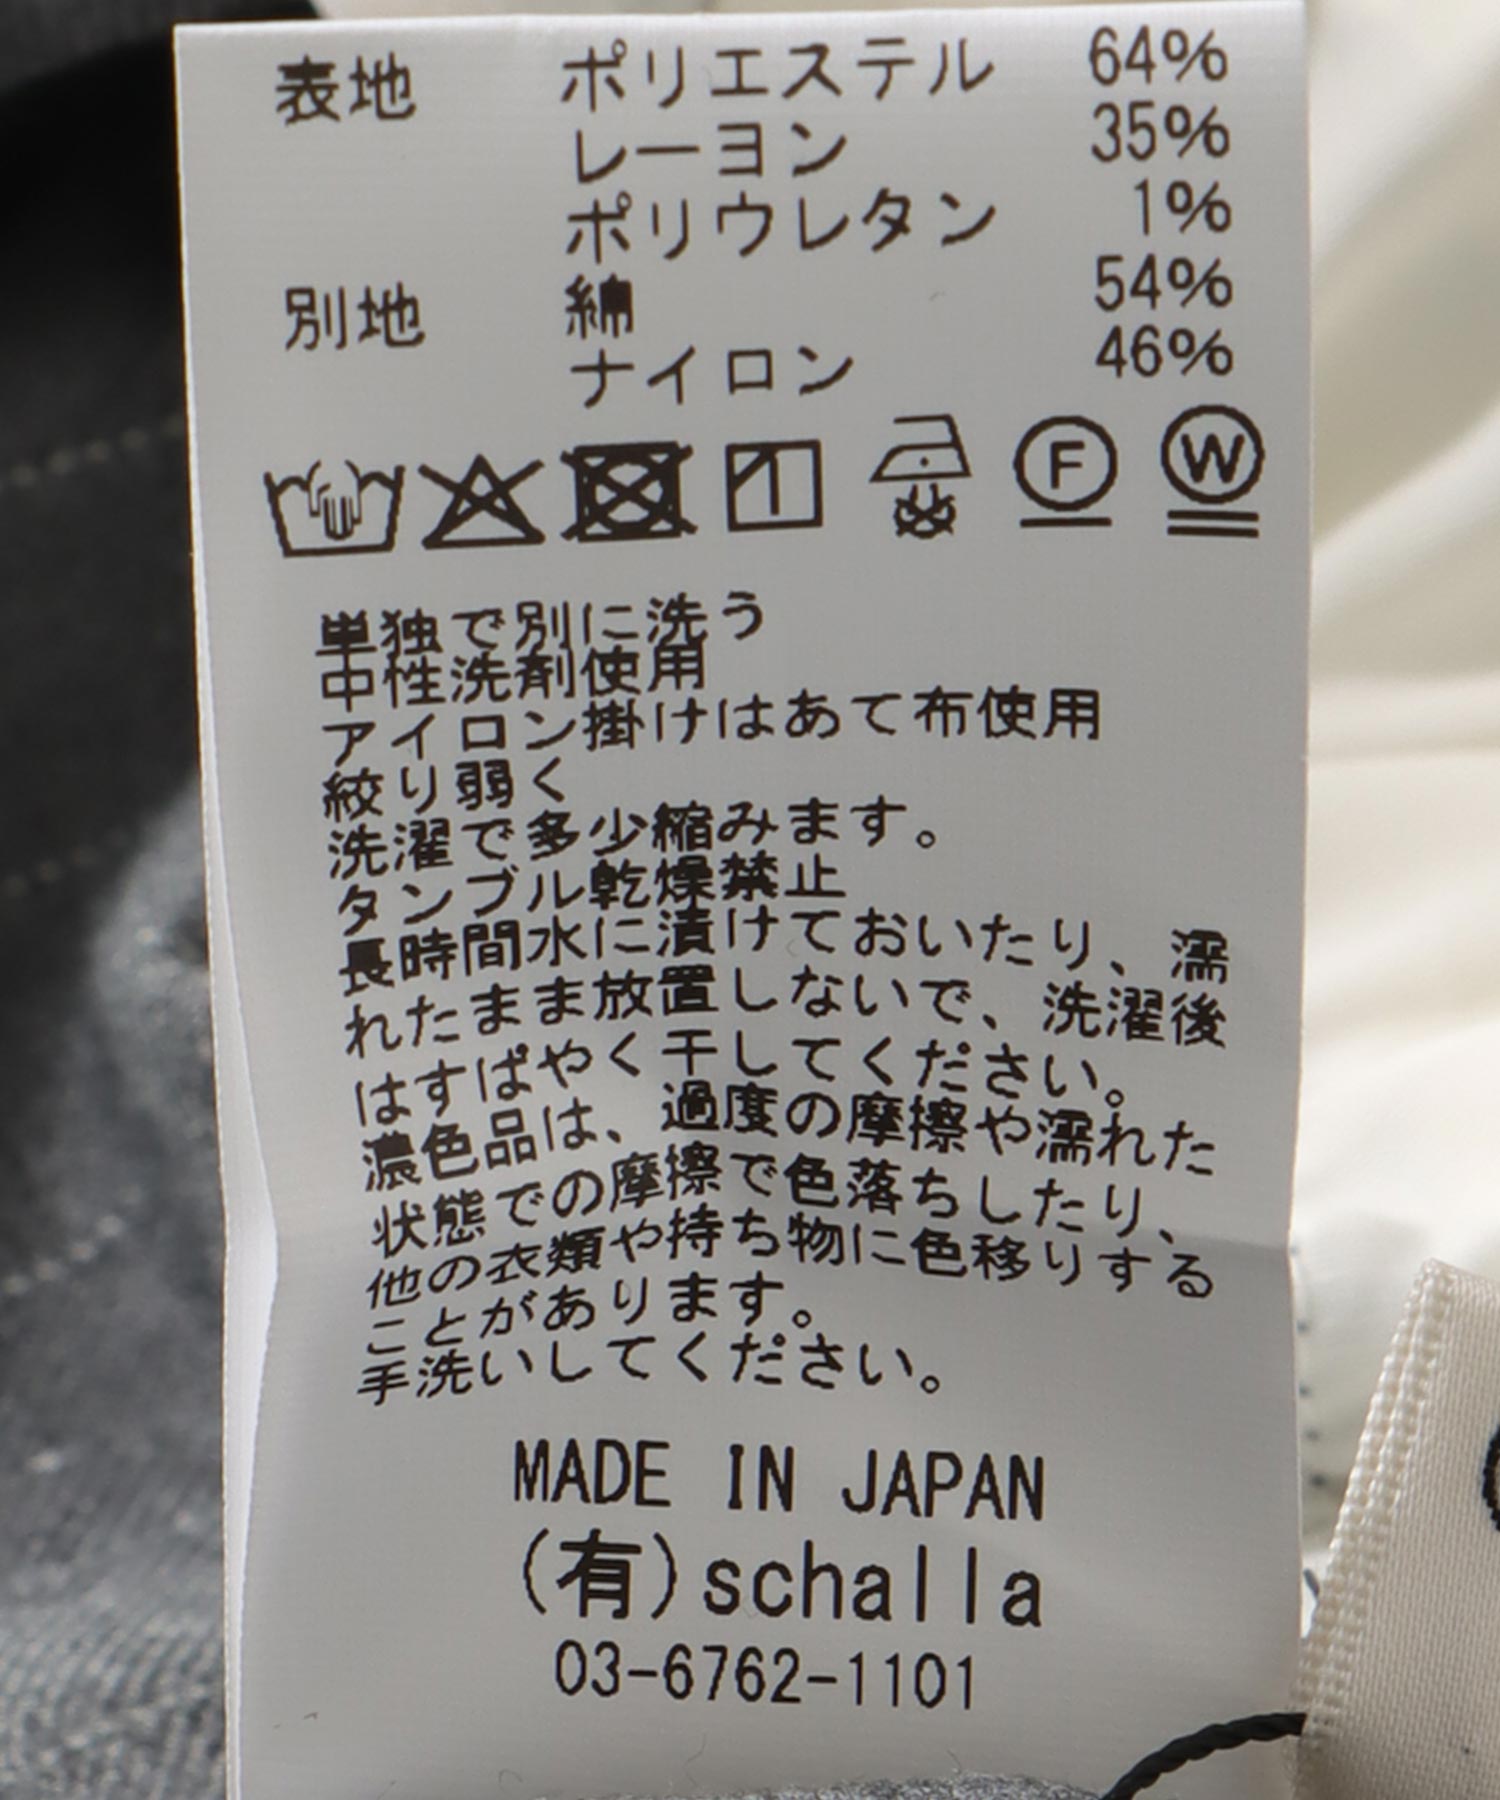 表地 ポリエステル 64%
レーヨン 35%
ポリウレタン 1%
別地 綿 54%
ナイロン 46%
F W
単独で別に洗う
中性洗剤使用
アイロン掛けはあて布使用
絞り弱く
洗濯で多少縮みます。
タンブル乾燥禁止
長時間水に漬けておいたり、濡
れたまま放置しないで、洗濯後
はすばやく干してください。
濃色品は、過度の摩擦や濡れた
状態での摩擦で色落ちしたり、
他の衣類や持ち物に色移りする
ことがあります。
手洗いしてください。
MADE IN JAPAN
(有)schalla
03-6762-1101